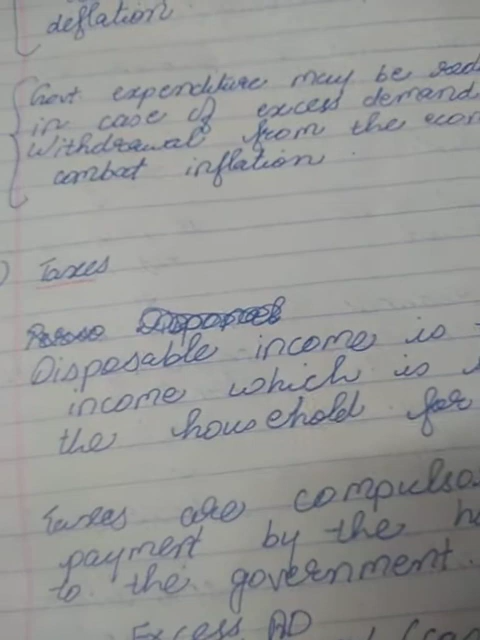 deflation
Govt expenditure may be
in case of excess demand
Withdrawal from the
combat inflation.
Taxes
Disposable income is
income which is
the household for
Taxes are
payment by the
to the government.
Excess AD